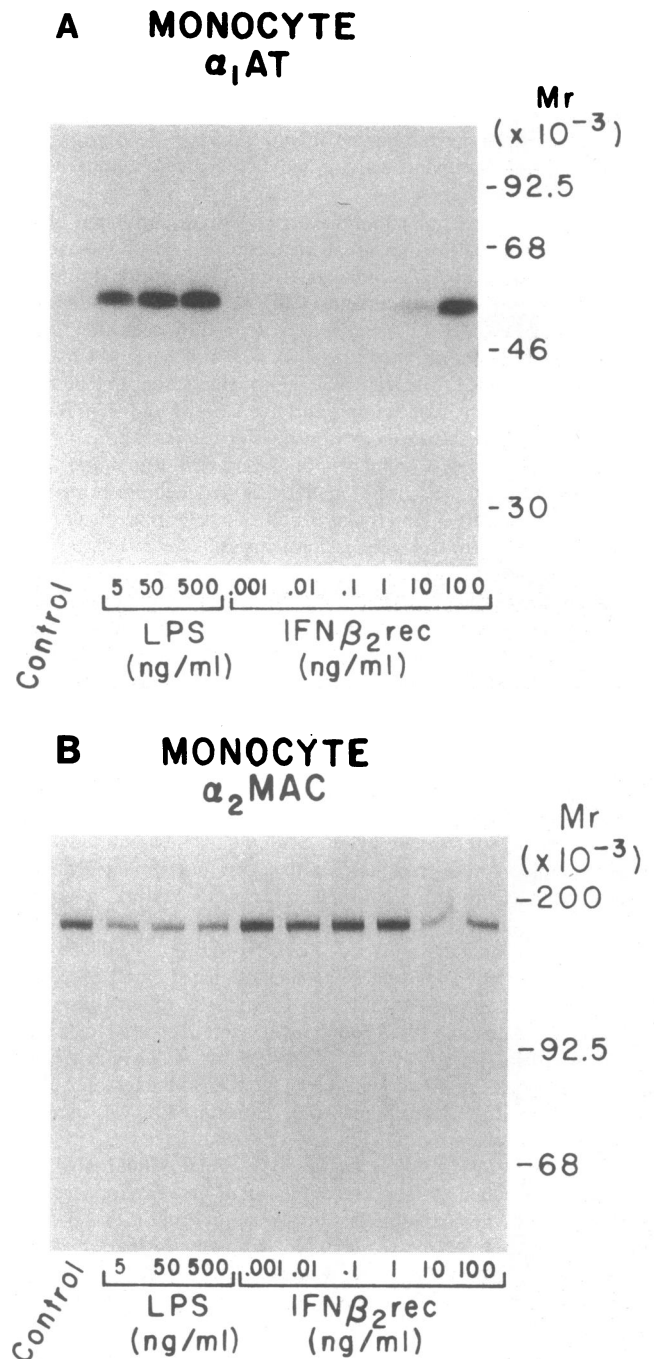 A MONOCYTE
α₁AT
Mr
(x 10⁻³)
-92.5
-68
-46
-30
Control
5 50 500 .001 .01 .1 1 10 100
LPS IFNβ₂rec
(ng/ml) (ng/ml)
B MONOCYTE
α₂MAC
Mr
(x10⁻³)
-200
-92.5
-68
Control
5 50 500 .001 .01 .1 1 10 100
LPS IFNβ₂rec
(ng/ml) (ng/ml)